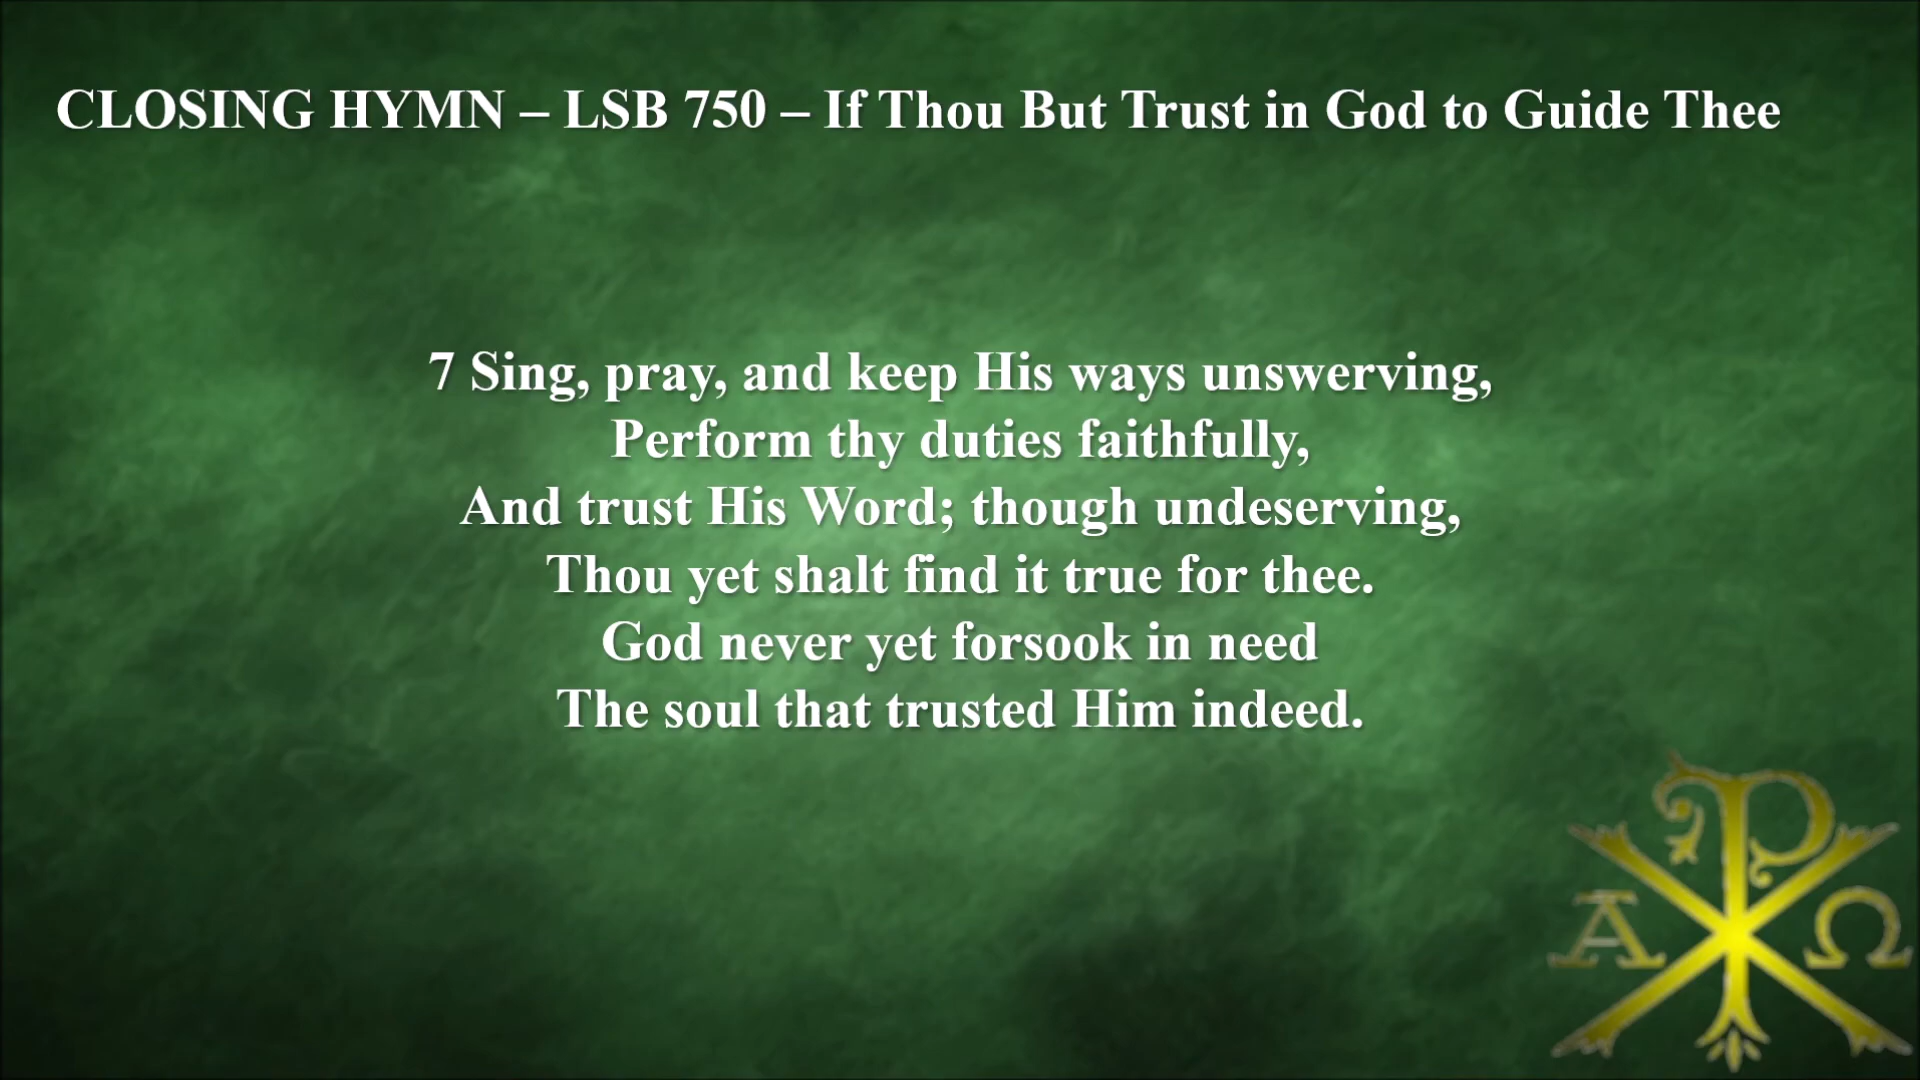 CLOSING HYMN – LSB 750 – If Thou But Trust in God to Guide Thee
7 Sing, pray, and keep His ways unswerving,
Perform thy duties faithfully,
And trust His Word; though undeserving,
Thou yet shalt find it true for thee.
God never yet forsook in need
The soul that trusted Him indeed.
Α Ω